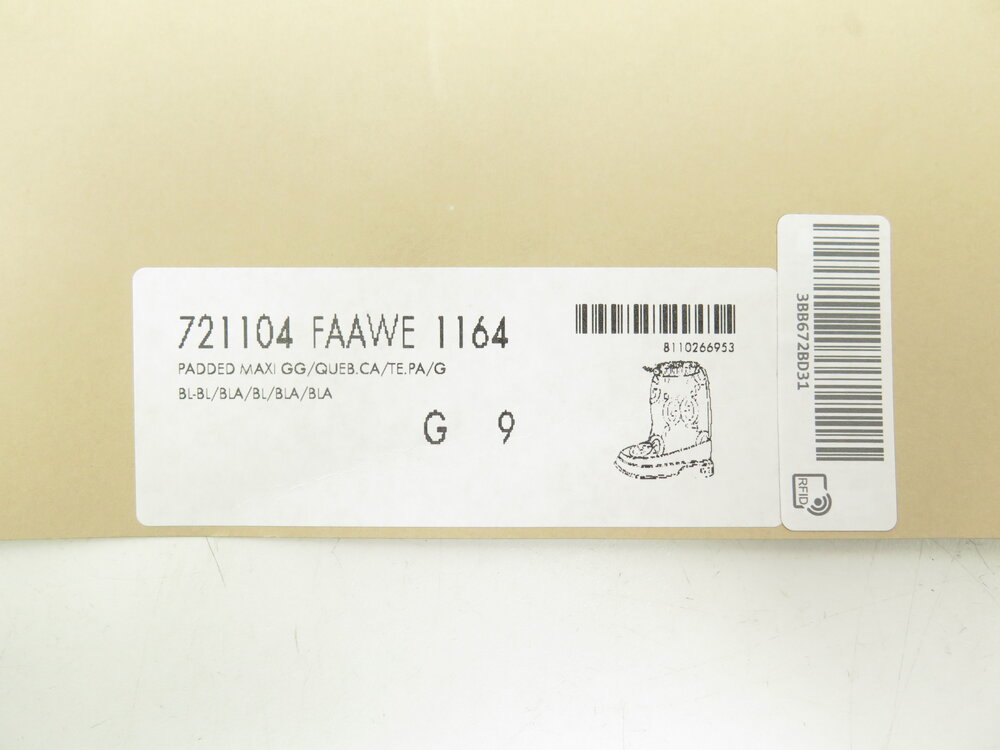 721104 FAAWE 1164
PADDED MAXI GG/QUEB.CA/TE.PA/G
BL-BL/BLA/BL/BLA/BLA
G 9
8110266953
3BB672BD31
RFID